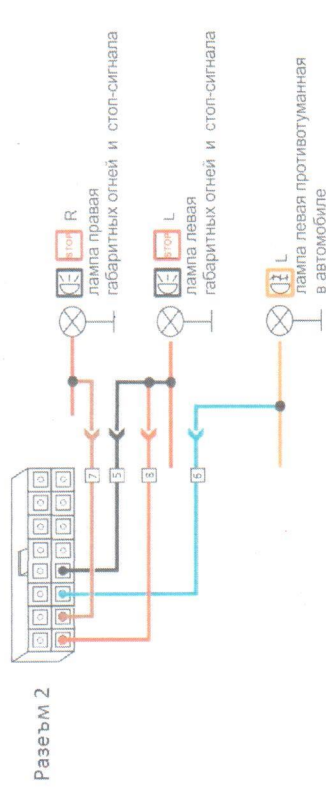 Разеъм 2
7
5
8
6
STOP R
лампа правая
габаритных огней и стоп-сигнала
STOP L
лампа левая
габаритных огней и стоп-сигнала
L
лампа левая противотуманная
в автомобиле